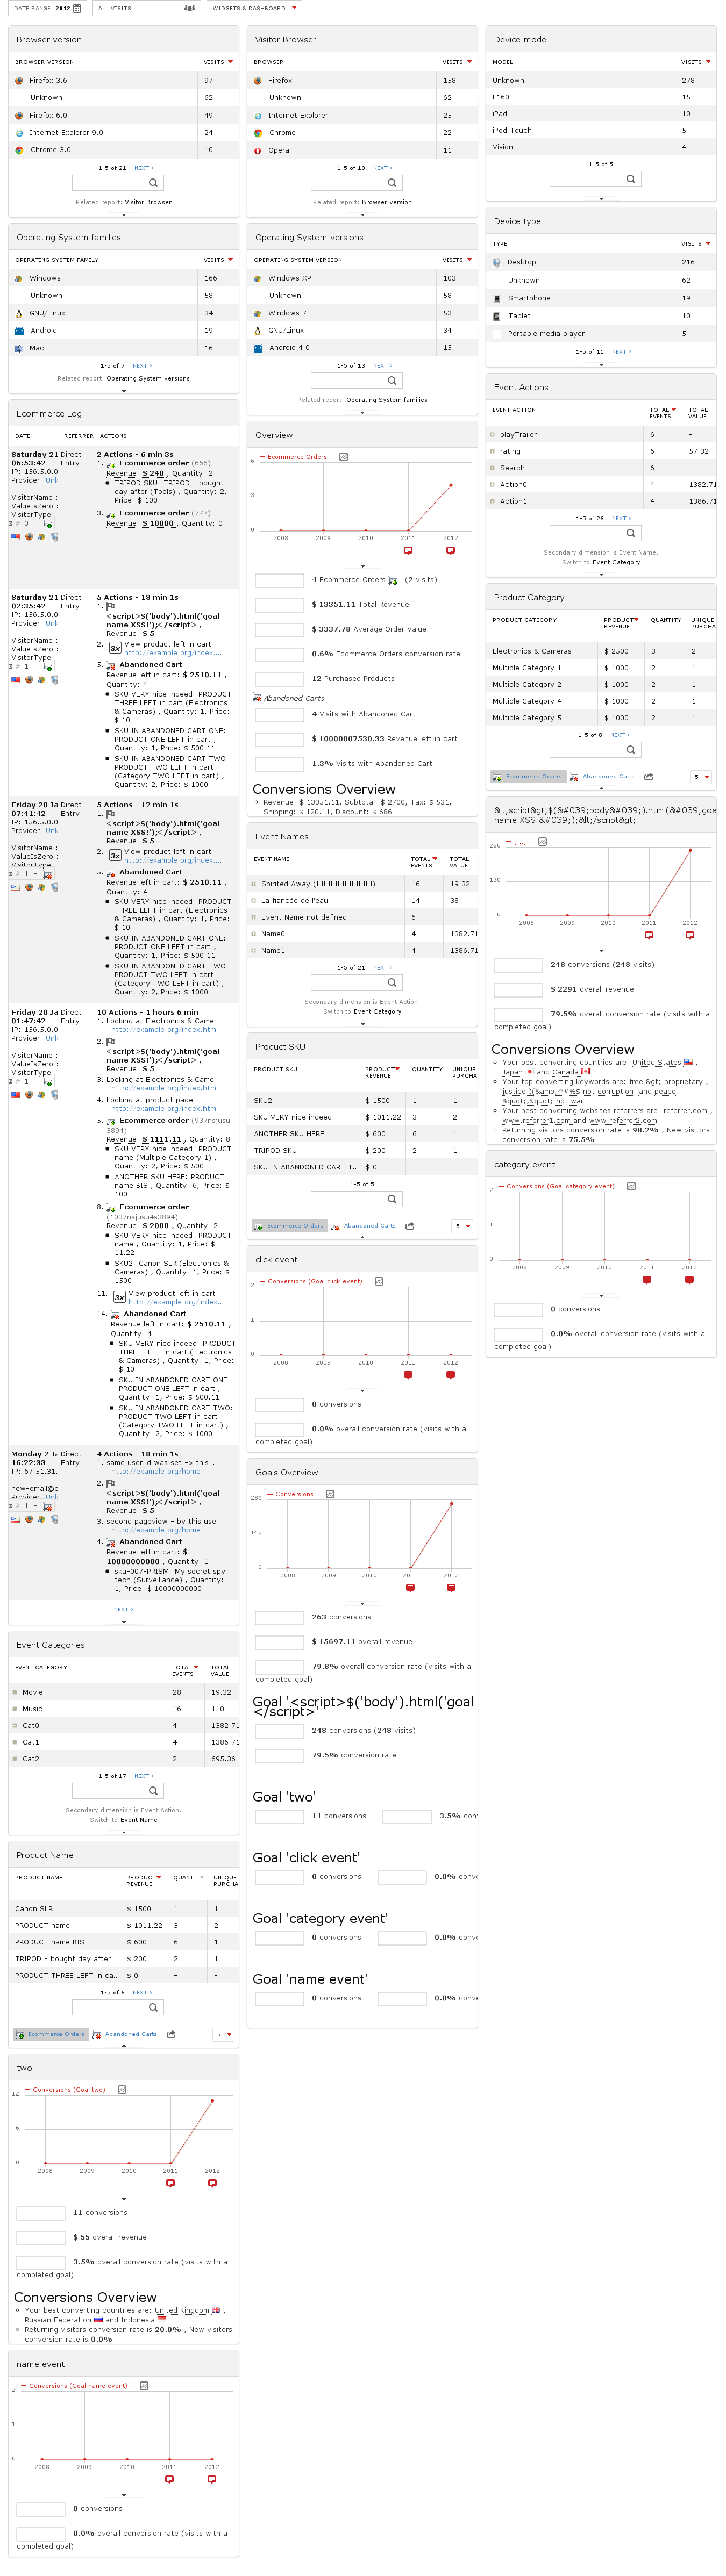 DATE RANGE: 2012
ALL VISITS
WIDGETS & DASHBOARD
Browser version
BROWSER VERSION VISITS
Firefox 3.6 97
Unknown 62
Firefox 6.0 49
Internet Explorer 9.0 24
Chrome 3.0 10
1-5 of 21 NEXT ›
Related report: Visitor Browser
Operating System families
OPERATING SYSTEM FAMILY VISITS
Windows 166
Unknown 58
GNU/Linux 34
Android 19
Mac 16
1-5 of 7 NEXT ›
Related report: Operating System versions
Ecommerce Log
DATE REFERRER ACTIONS
Saturday 21 Direct
06:53:42 Entry
IP: 156.5.0.0
Provider: Unk
VisitorName :
ValueIsZero :
VisitorType :
# 0 -
2 Actions - 6 min 3s
1. Ecommerce order (666)
Revenue: $ 240 , Quantity: 2
TRIPOD SKU: TRIPOD - bought
day after (Tools) , Quantity: 2,
Price: $ 100
3. Ecommerce order (777)
Revenue: $ 10000 , Quantity: 0
Saturday 21 Direct
02:35:42 Entry
IP: 156.5.0.0
Provider: Unk
VisitorName :
ValueIsZero :
VisitorType :
# 1 -
5 Actions - 18 min 1s
1.
<script>$('body').html('goal
name XSS!');</script> ,
Revenue: $ 5
2. 3x View product left in cart
http://example.org/index....
5. Abandoned Cart
Revenue left in cart: $ 2510.11 ,
Quantity: 4
SKU VERY nice indeed: PRODUCT
THREE LEFT in cart (Electronics
& Cameras) , Quantity: 1, Price:
$ 10
SKU IN ABANDONED CART ONE:
PRODUCT ONE LEFT in cart ,
Quantity: 1, Price: $ 500.11
SKU IN ABANDONED CART TWO:
PRODUCT TWO LEFT in cart
(Category TWO LEFT in cart) ,
Quantity: 2, Price: $ 1000
Friday 20 Ja Direct
07:41:42 Entry
IP: 156.5.0.0
Provider: Unk
VisitorName :
ValueIsZero :
VisitorType :
# 1 -
5 Actions - 12 min 1s
1.
<script>$('body').html('goal
name XSS!');</script> ,
Revenue: $ 5
2. 3x View product left in cart
http://example.org/index....
5. Abandoned Cart
Revenue left in cart: $ 2510.11 ,
Quantity: 4
SKU VERY nice indeed: PRODUCT
THREE LEFT in cart (Electronics
& Cameras) , Quantity: 1, Price:
$ 10
SKU IN ABANDONED CART ONE:
PRODUCT ONE LEFT in cart ,
Quantity: 1, Price: $ 500.11
SKU IN ABANDONED CART TWO:
PRODUCT TWO LEFT in cart
(Category TWO LEFT in cart) ,
Quantity: 2, Price: $ 1000
Friday 20 Ja Direct
01:47:42 Entry
IP: 156.5.0.0
Provider: Unk
VisitorName :
ValueIsZero :
VisitorType :
# 1 -
10 Actions - 1 hours 6 min
1. Looking at Electronics & Came..
http://example.org/index.htm
2.
<script>$('body').html('goal
name XSS!');</script> ,
Revenue: $ 5
3. Looking at Electronics & Came..
http://example.org/index.htm
4. Looking at product page
http://example.org/index.htm
5. Ecommerce order (937nsjusu
3894)
Revenue: $ 1111.11 , Quantity: 8
SKU VERY nice indeed: PRODUCT
name (Multiple Category 1) ,
Quantity: 2, Price: $ 500
ANOTHER SKU HERE: PRODUCT
name BIS , Quantity: 6, Price: $
100
8. Ecommerce order
(1037nsjusu4s3894)
Revenue: $ 2000 , Quantity: 2
SKU VERY nice indeed: PRODUCT
name , Quantity: 1, Price: $
11.22
SKU2: Canon SLR (Electronics &
Cameras) , Quantity: 1, Price: $
1500
11. 3x View product left in cart
http://example.org/index....
14. Abandoned Cart
Revenue left in cart: $ 2510.11 ,
Quantity: 4
SKU VERY nice indeed: PRODUCT
THREE LEFT in cart (Electronics
& Cameras) , Quantity: 1, Price:
$ 10
SKU IN ABANDONED CART ONE:
PRODUCT ONE LEFT in cart ,
Quantity: 1, Price: $ 500.11
SKU IN ABANDONED CART TWO:
PRODUCT TWO LEFT in cart
(Category TWO LEFT in cart) ,
Quantity: 2, Price: $ 1000
Monday 2 Ja Direct
16:22:33 Entry
IP: 67.51.31.
new-email@e
Provider: Unk
# 1 -
4 Actions - 18 min 1s
1. same user id was set -> this i...
http://example.org/home
2.
<script>$('body').html('goal
name XSS!');</script> ,
Revenue: $ 5
3. second pageview - by this use.
http://example.org/home
4. Abandoned Cart
Revenue left in cart: $
10000000000 , Quantity: 1
sku-007-PRISM: My secret spy
tech (Surveillance) , Quantity:
1, Price: $ 10000000000
NEXT ›
Event Categories
EVENT CATEGORY TOTAL EVENTS TOTAL VALUE
Movie 28 19.32
Music 16 110
Cat0 4 1382.71
Cat1 4 1386.71
Cat2 2 695.36
1-5 of 17 NEXT ›
Secondary dimension is Event Action.
Switch to Event Name
Product Name
PRODUCT NAME PRODUCT REVENUE QUANTITY UNIQUE PURCHA
Canon SLR $ 1500 1 1
PRODUCT name $ 1011.22 3 2
PRODUCT name BIS $ 600 6 1
TRIPOD - bought day after $ 200 2 1
PRODUCT THREE LEFT in ca.. $ 0 - -
1-5 of 6 NEXT ›
Ecommerce Orders Abandoned Carts 5
two
Conversions (Goal two)
12
6
0
2008 2009 2010 2011 2012
11 conversions
$ 55 overall revenue
3.5% overall conversion rate (visits with a
completed goal)
Conversions Overview
Your best converting countries are: United Kingdom ,
Russian Federation and Indonesia
Returning visitors conversion rate is 20.0% , New visitors
conversion rate is 0.0%
name event
Conversions (Goal name event)
2
1
0
2008 2009 2010 2011 2012
0 conversions
0.0% overall conversion rate (visits with a
completed goal)
Visitor Browser
BROWSER VISITS
Firefox 158
Unknown 62
Internet Explorer 25
Chrome 22
Opera 11
1-5 of 10 NEXT ›
Related report: Browser version
Operating System versions
OPERATING SYSTEM VERSION VISITS
Windows XP 103
Unknown 58
Windows 7 53
GNU/Linux 34
Android 4.0 15
1-5 of 13 NEXT ›
Related report: Operating System families
Overview
Ecommerce Orders
6
3
0
2008 2009 2010 2011 2012
4 Ecommerce Orders (2 visits)
$ 13351.11 Total Revenue
$ 3337.78 Average Order Value
0.6% Ecommerce Orders conversion rate
12 Purchased Products
Abandoned Carts
4 Visits with Abandoned Cart
$ 10000007530.33 Revenue left in cart
1.3% Visits with Abandoned Cart
Conversions Overview
Revenue: $ 13351.11, Subtotal: $ 2700, Tax: $ 531,
Shipping: $ 120.11, Discount: $ 686
Event Names
EVENT NAME TOTAL EVENTS TOTAL VALUE
Spirited Away (□□□□□□□□) 16 19.32
La fiancée de l'eau 14 38
Event Name not defined 6 -
Name0 4 1382.71
Name1 4 1386.71
1-5 of 21 NEXT ›
Secondary dimension is Event Action.
Switch to Event Category
Product SKU
PRODUCT SKU PRODUCT REVENUE QUANTITY UNIQUE PURCHA
SKU2 $ 1500 1 1
SKU VERY nice indeed $ 1011.22 3 2
ANOTHER SKU HERE $ 600 6 1
TRIPOD SKU $ 200 2 1
SKU IN ABANDONED CART T.. $ 0 - -
1-5 of 5
Ecommerce Orders Abandoned Carts 5
click event
Conversions (Goal click event)
2
1
0
2008 2009 2010 2011 2012
0 conversions
0.0% overall conversion rate (visits with a
completed goal)
Goals Overview
Conversions
280
140
0
2008 2009 2010 2011 2012
263 conversions
$ 15697.11 overall revenue
79.8% overall conversion rate (visits with a
completed goal)
Goal '<script>$('body').html('goal
</script>'
248 conversions (248 visits)
79.5% conversion rate
Goal 'two'
11 conversions 3.5% con
Goal 'click event'
0 conversions 0.0% conve
Goal 'category event'
0 conversions 0.0% conve
Goal 'name event'
0 conversions 0.0% conve
Device model
MODEL VISITS
Unknown 278
L160L 15
iPad 10
iPod Touch 5
Vision 4
1-5 of 5
Device type
TYPE VISITS
Desktop 216
Unknown 62
Smartphone 19
Tablet 10
Portable media player 5
1-5 of 11 NEXT ›
Event Actions
EVENT ACTION TOTAL EVENTS TOTAL VALUE
playTrailer 6 -
rating 6 57.32
Search 6 -
Action0 4 1382.71
Action1 4 1386.71
1-5 of 26 NEXT ›
Secondary dimension is Event Name.
Switch to Event Category
Product Category
PRODUCT CATEGORY PRODUCT REVENUE QUANTITY UNIQUE PURCHA
Electronics & Cameras $ 2500 3 2
Multiple Category 1 $ 1000 2 1
Multiple Category 2 $ 1000 2 1
Multiple Category 4 $ 1000 2 1
Multiple Category 5 $ 1000 2 1
1-5 of 8 NEXT ›
Ecommerce Orders Abandoned Carts 5
&lt;script&gt;$(&#039;body&#039;).html(&#039;goa
name XSS!&#039;);&lt;/script&gt;
[...]
260
130
0
2008 2009 2010 2011 2012
248 conversions (248 visits)
$ 2291 overall revenue
79.5% overall conversion rate (visits with a
completed goal)
Conversions Overview
Your best converting countries are: United States ,
Japan and Canada
Your top converting keywords are: free &gt; proprietary ,
justice )(&amp;^#%$ not corruption! and peace
&quot;,&quot; not war
Your best converting websites referrers are: referrer.com ,
www.referrer1.com and www.referrer2.com
Returning visitors conversion rate is 98.2% , New visitors
conversion rate is 75.5%
category event
Conversions (Goal category event)
2
1
0
2008 2009 2010 2011 2012
0 conversions
0.0% overall conversion rate (visits with a
completed goal)